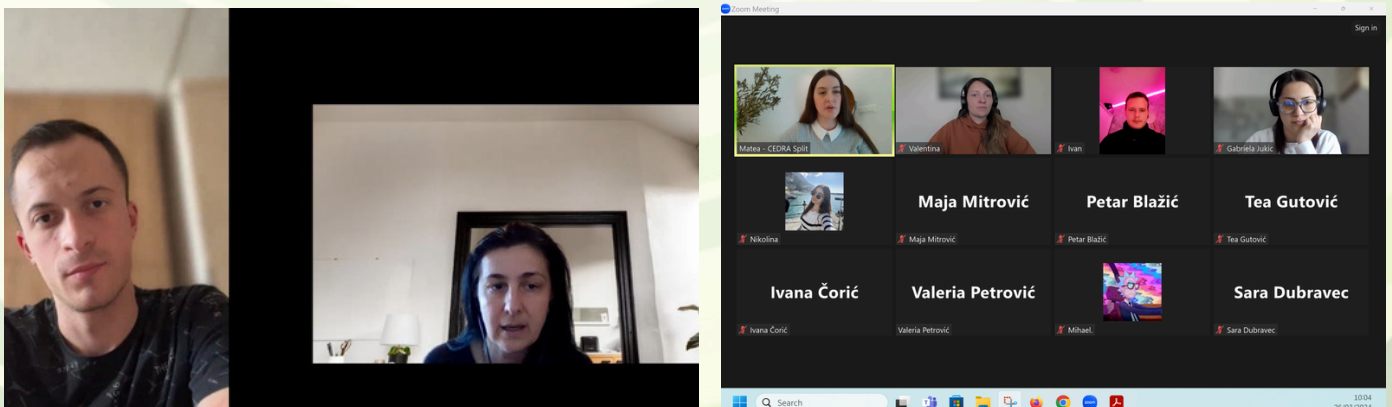 Zoom Meeting
Sign in
Matea - CEDRA Split
Valentina
Ivan
Gabriela Jukić
Nikolina
Maja Mitrović
Maja Mitrović
Petar Blažić
Petar Blažić
Tea Gutović
Tea Gutović
Ivana Čorić
Ivana Čorić
Valeria Petrović
Valeria Petrović
Mihael.
Sara Dubravec
Sara Dubravec
Search
10:04